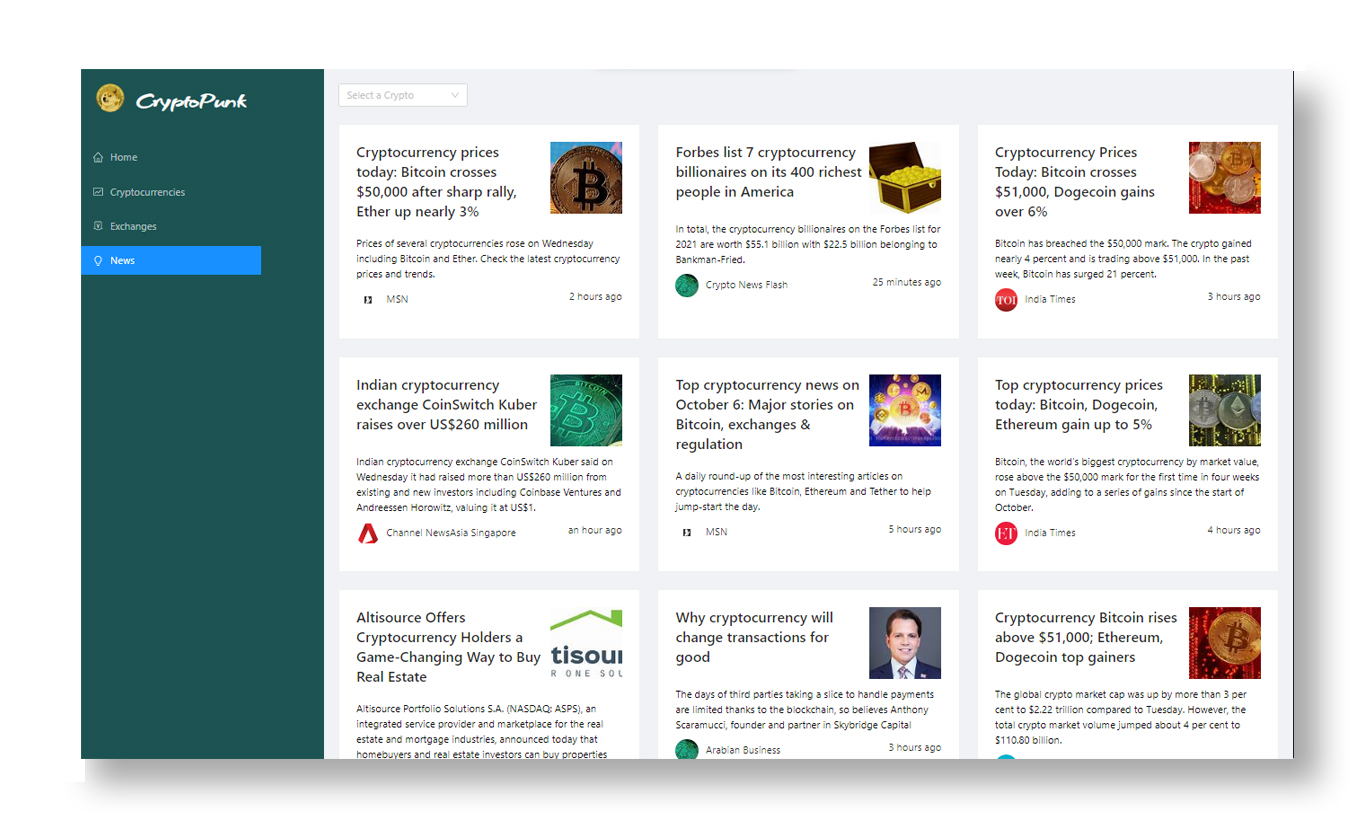 CryptoPunk
Home
Cryptocurrencies
Exchanges
News
Select a Crypto
Cryptocurrency prices
today: Bitcoin crosses
$50,000 after sharp rally,
Ether up nearly 3%
Prices of several cryptocurrencies rose on Wednesday
including Bitcoin and Ether. Check the latest cryptocurrency
prices and trends.
MSN
2 hours ago
Forbes list 7 cryptocurrency
billionaires on its 400 richest
people in America
In total, the cryptocurrency billionaires on the Forbes list for
2021 are worth $55.1 billion with $22.5 billion belonging to
Bankman-Fried.
Crypto News Flash
25 minutes ago
Cryptocurrency Prices
Today: Bitcoin crosses
$51,000, Dogecoin gains
over 6%
Bitcoin has breached the $50,000 mark. The crypto gained
nearly 4 percent and is trading above $51,000. In the past
week, Bitcoin has surged 21 percent.
TOI
India Times
3 hours ago
Indian cryptocurrency
exchange CoinSwitch Kuber
raises over US$260 million
BITCOIN
Indian cryptocurrency exchange CoinSwitch Kuber said on
Wednesday it had raised more than US$260 million from
existing and new investors including Coinbase Ventures and
Andreessen Horowitz, valuing it at US$1.
Channel NewsAsia Singapore
an hour ago
Top cryptocurrency news on
October 6: Major stories on
Bitcoin, exchanges &
regulation
A daily round-up of the most interesting articles on
cryptocurrencies like Bitcoin, Ethereum and Tether to help
jump-start the day.
MSN
5 hours ago
Top cryptocurrency prices
today: Bitcoin, Dogecoin,
Ethereum gain up to 5%
Bitcoin, the world's biggest cryptocurrency by market value,
rose above the $50,000 mark for the first time in four weeks
on Tuesday, adding to a series of gains since the start of
October.
ET
India Times
4 hours ago
Altisource Offers
Cryptocurrency Holders a
Game-Changing Way to Buy
Real Estate
tisour
R ONE SOL
Altisource Portfolio Solutions S.A. (NASDAQ: ASPS), an
integrated service provider and marketplace for the real
estate and mortgage industries, announced today that
homebuyers and real estate investors can buy properties
Why cryptocurrency will
change transactions for
good
The days of third parties taking a slice to handle payments
are limited thanks to the blockchain, so believes Anthony
Scaramucci, founder and partner in Skybridge Capital
Arabian Business
3 hours ago
Cryptocurrency Bitcoin rises
above $51,000; Ethereum,
Dogecoin top gainers
The global crypto market cap was up by more than 3 per
cent to $2.22 trillion compared to Tuesday. However, the
total crypto market volume jumped about 4 per cent to
$110.80 billion.